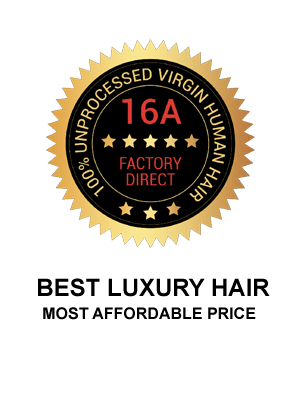 100% UNPROCESSED VIRGIN HUMAN HAIR
16A
FACTORY
DIRECT
BEST LUXURY HAIR
MOST AFFORDABLE PRICE